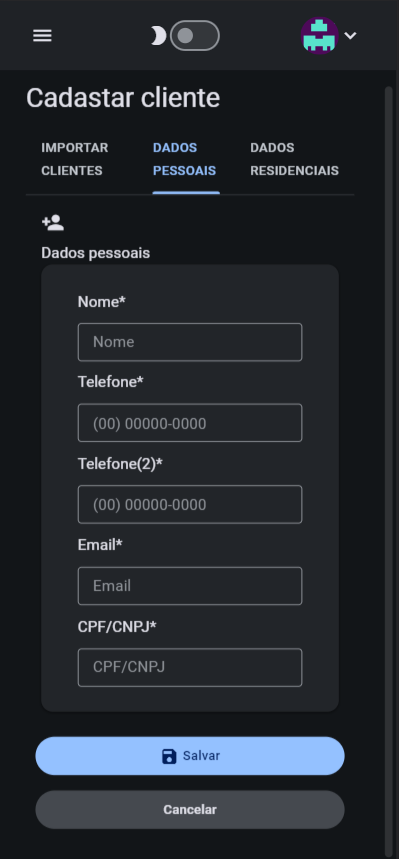 Cadastar cliente
IMPORTAR CLIENTES
DADOS PESSOAIS
DADOS RESIDENCIAIS
Dados pessoais
Nome*
Nome
Telefone*
(00) 00000-0000
Telefone(2)*
(00) 00000-0000
Email*
Email
CPF/CNPJ*
CPF/CNPJ
Salvar
Cancelar